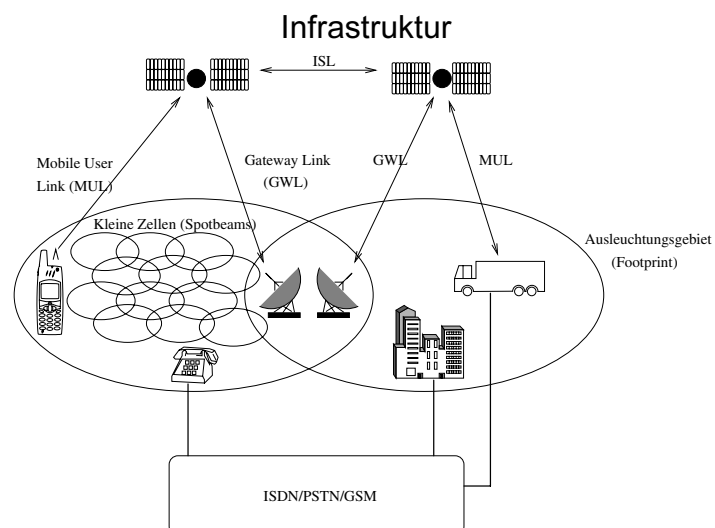 Infrastruktur
ISL
Mobile User
Link (MUL)
Gateway Link
(GWL)
GWL
MUL
Kleine Zellen (Spotbeams)
Ausleuchtungsgebiet
(Footprint)
ISDN/PSTN/GSM